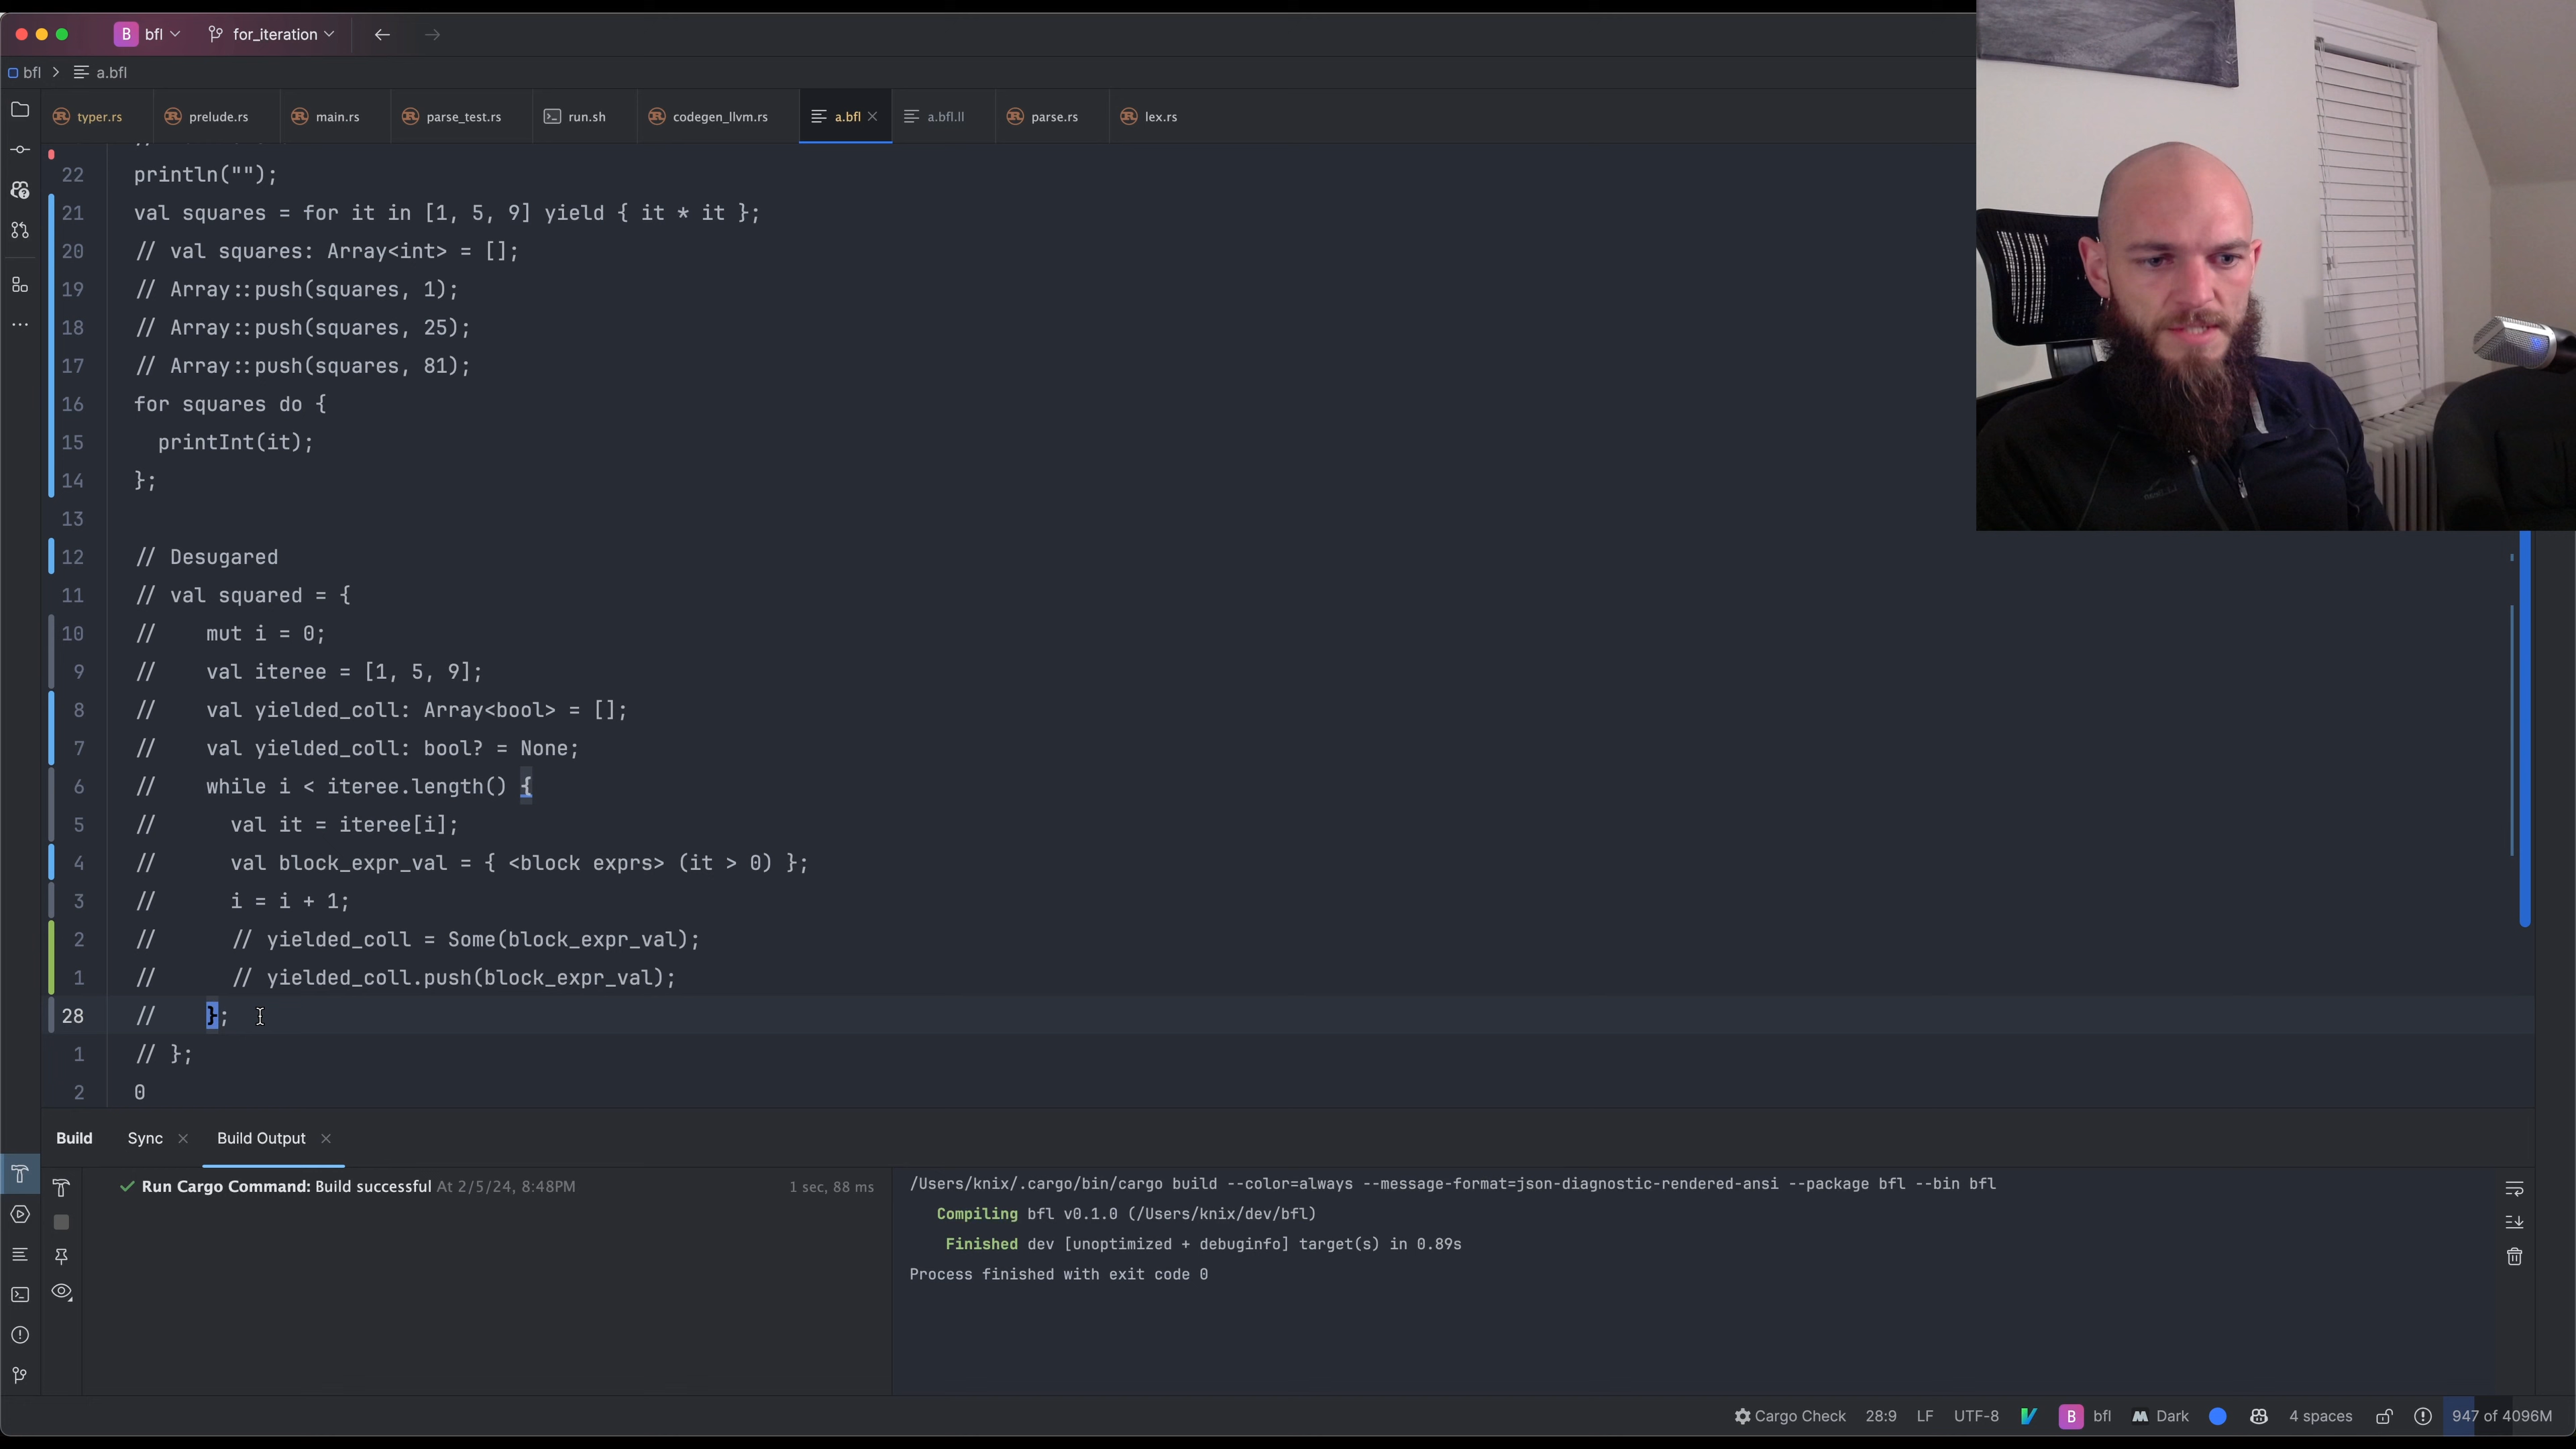 B bfl for_iteration
bfl > a.bfl
typer.rs prelude.rs main.rs parse_test.rs run.sh codegen_llvm.rs a.bfl a.bfl.ll parse.rs lex.rs
22 println("");
21 val squares = for it in [1, 5, 9] yield { it * it };
20 // val squares: Array<int> = [];
19 // Array::push(squares, 1);
18 // Array::push(squares, 25);
17 // Array::push(squares, 81);
16 for squares do {
15 printInt(it);
14 };
13
12 // Desugared
11 // val squared = {
10 // mut i = 0;
9 // val iteree = [1, 5, 9];
8 // val yielded_coll: Array<bool> = [];
7 // val yielded_coll: bool? = None;
6 // while i < iteree.length() {
5 // val it = iteree[i];
4 // val block_expr_val = { <block exprs> (it > 0) };
3 // i = i + 1;
2 // // yielded_coll = Some(block_expr_val);
1 // // yielded_coll.push(block_expr_val);
28 // };
1 // };
2 0
Build Sync Build Output
Run Cargo Command: Build successful At 2/5/24, 8:48PM 1 sec, 88 ms
/Users/knix/.cargo/bin/cargo build --color=always --message-format=json-diagnostic-rendered-ansi --package bfl --bin bfl
Compiling bfl v0.1.0 (/Users/knix/dev/bfl)
Finished dev [unoptimized + debuginfo] target(s) in 0.89s
Process finished with exit code 0
Cargo Check 28:9 LF UTF-8 B bfl Dark 4 spaces 947 of 4096M